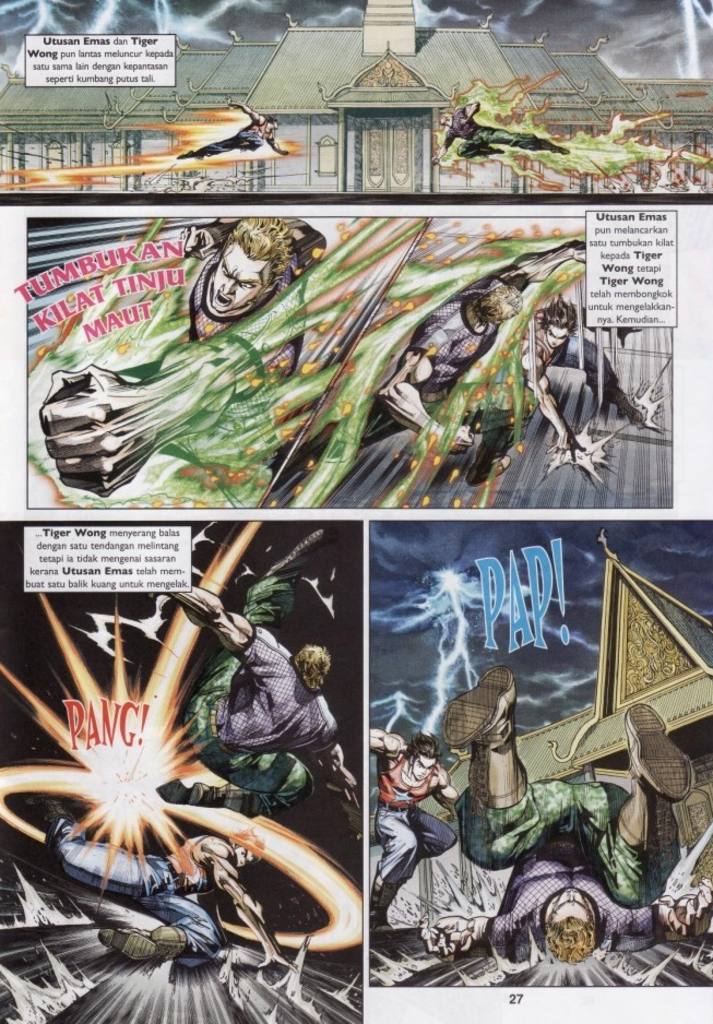 Utusan Emas dan Tiger
Wong pun lantas meluncur kepada
satu sama lain dengan kepantasan
seperti kumbang putus tali.
TUMBUKAN
KILAT TINJU
MAUT
Utusan Emas
pun melancarkan
satu tumbukan kilat
kepada Tiger
Wong tetapi
Tiger Wong
telah membongkok
untuk mengelakkan-
nya. Kemudian...
...Tiger Wong menyerang balas
dengan satu tendangan melintang
tetapi ia tidak mengenai sasaran
kerana Utusan Emas telah mem-
buat satu balik kuang untuk mengelak.
PANG!
PAP!
27